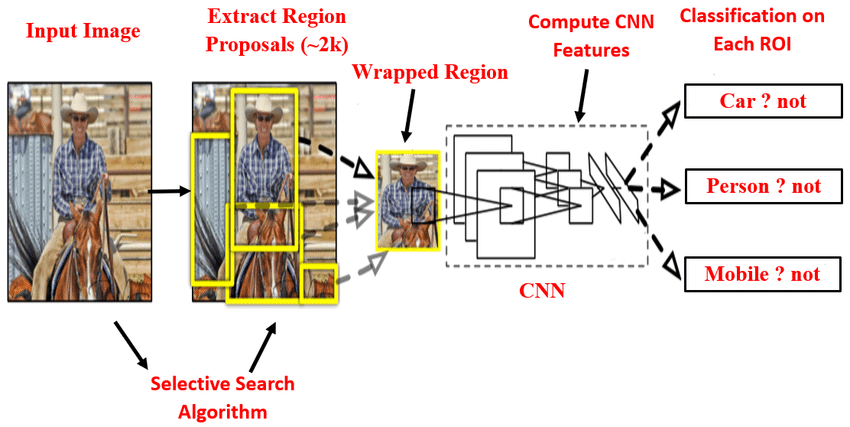 Input Image
Extract Region
Proposals (~2k)
Wrapped Region
Compute CNN
Features
Classification on
Each ROI
Car ? not
Person ? not
Mobile ? not
CNN
Selective Search
Algorithm